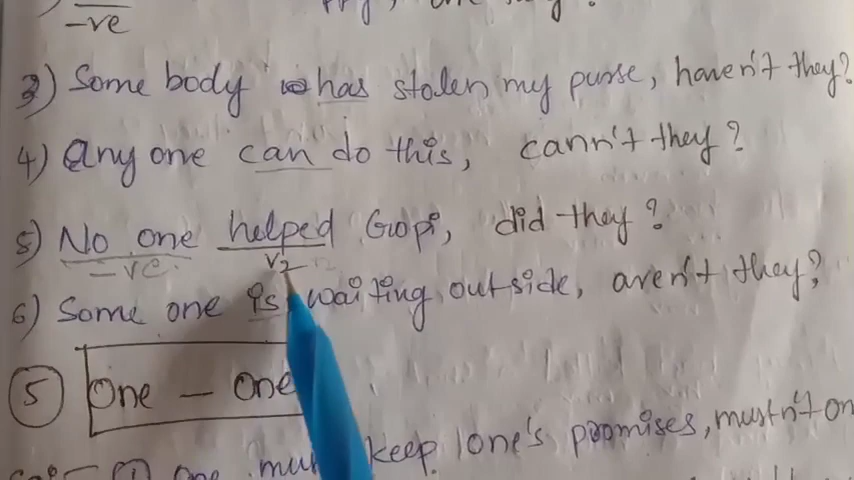 -ve
3) Some body has stolen my purse, haven't they?
4) Any one can do this, cann't they?
5) No one helped Gopi, did they?
-ve V2
6) Some one is waiting outside, aren't they?
5 One - One
keep one's promises, mustn't on